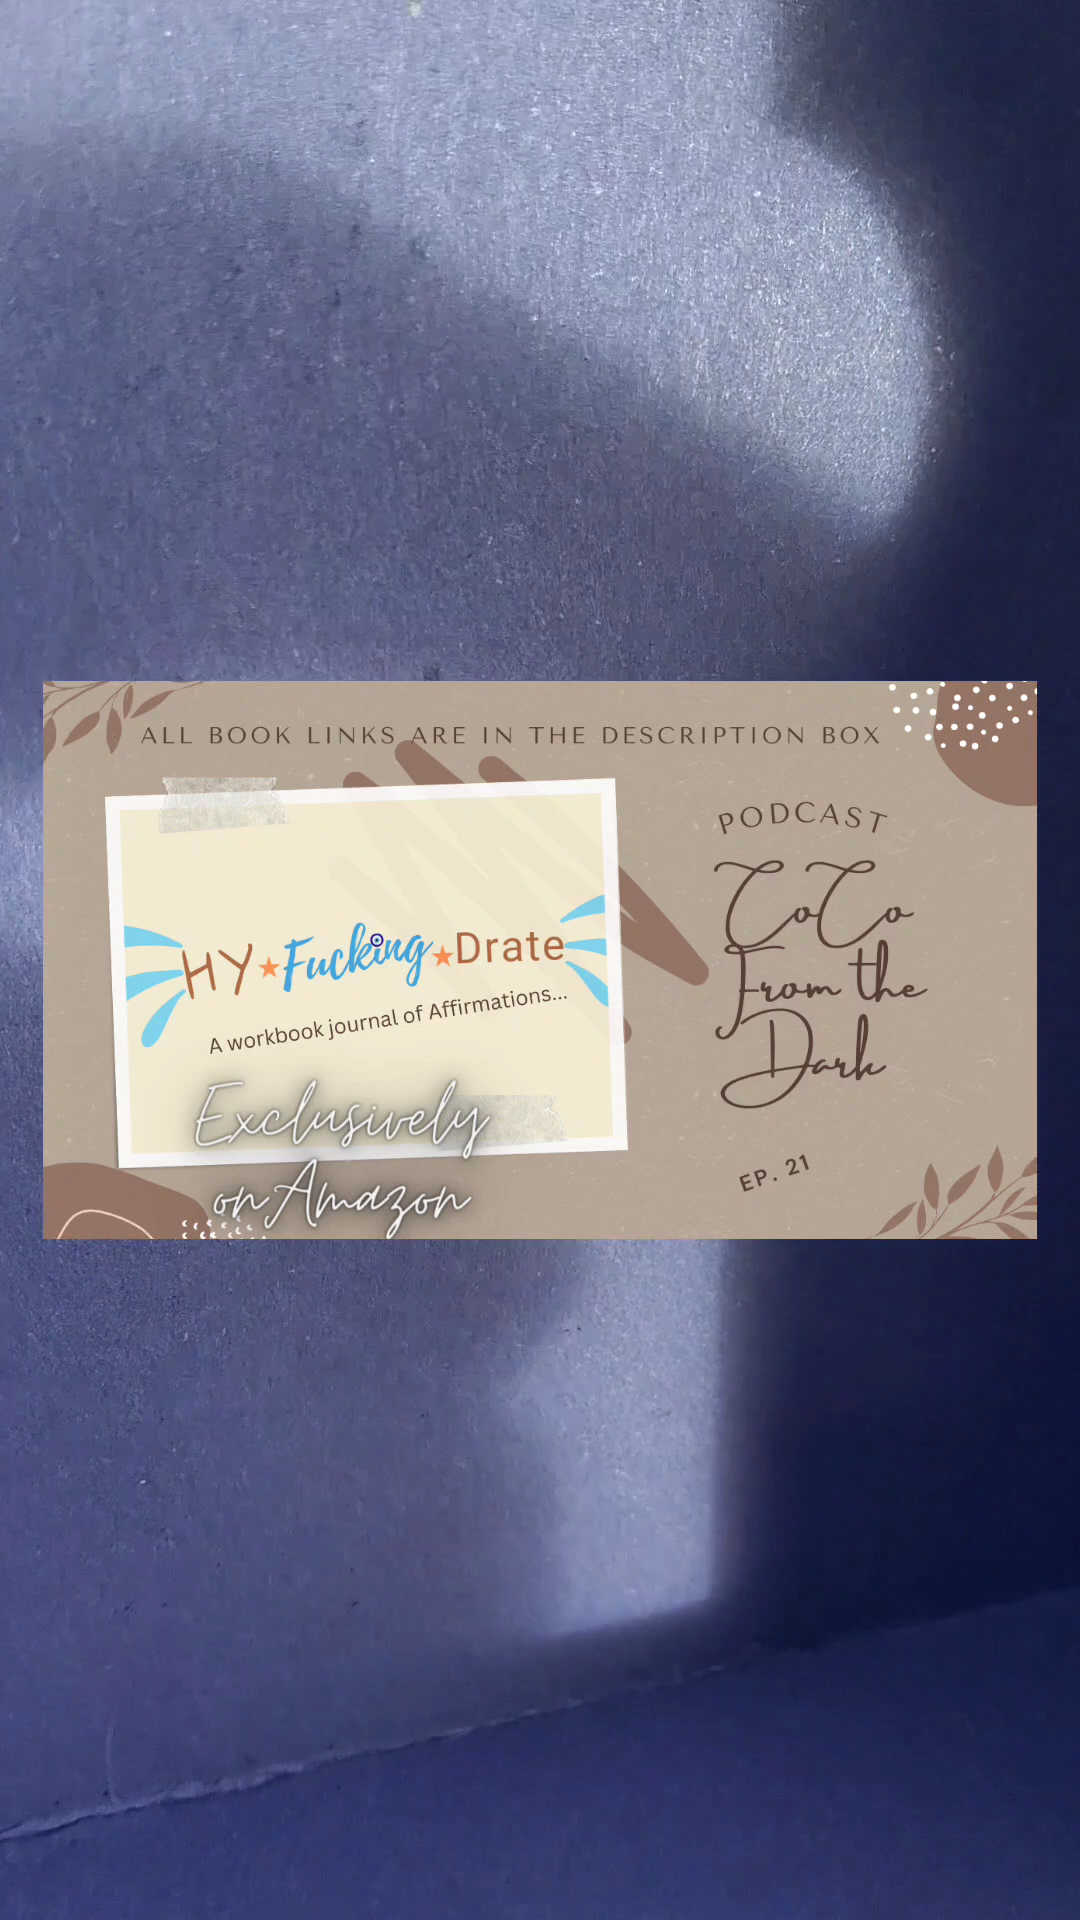 ALL BOOK LINKS ARE IN THE DESCRIPTION BOX
HY★Fucking★Drate
A workbook journal of Affirmations...
Exclusively
on Amazon
PODCAST
CoCo
From the
Dark
EP. 21